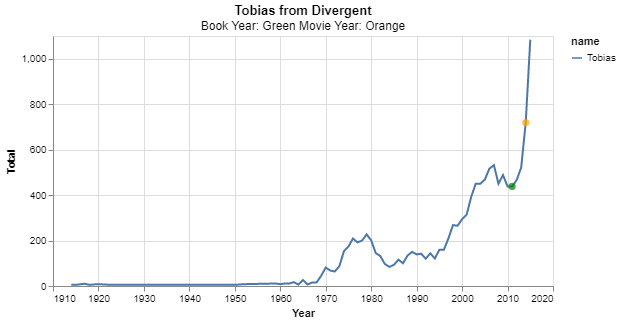 Tobias from Divergent
Book Year: Green Movie Year: Orange
name
Tobias
Total
1,000
800
600
400
200
0
1910 1920 1930 1940 1950 1960 1970 1980 1990 2000 2010 2020
Year